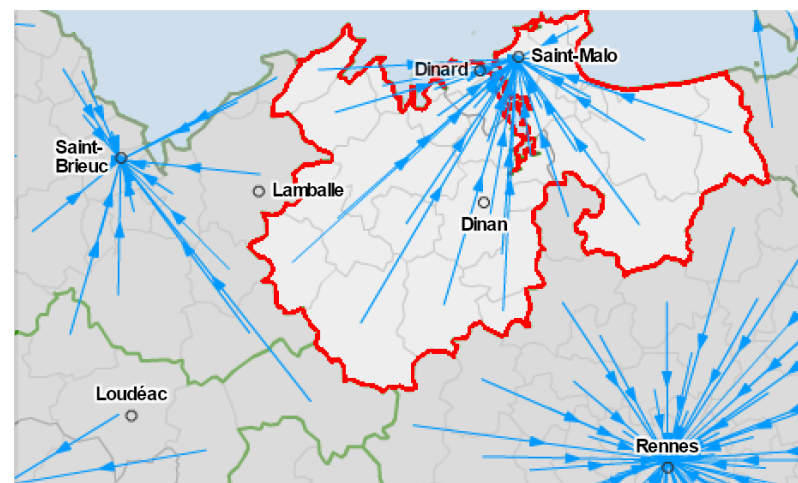 Saint-Malo
Dinard
Saint-
Brieuc
Lamballe
Dinan
Loudéac
Rennes